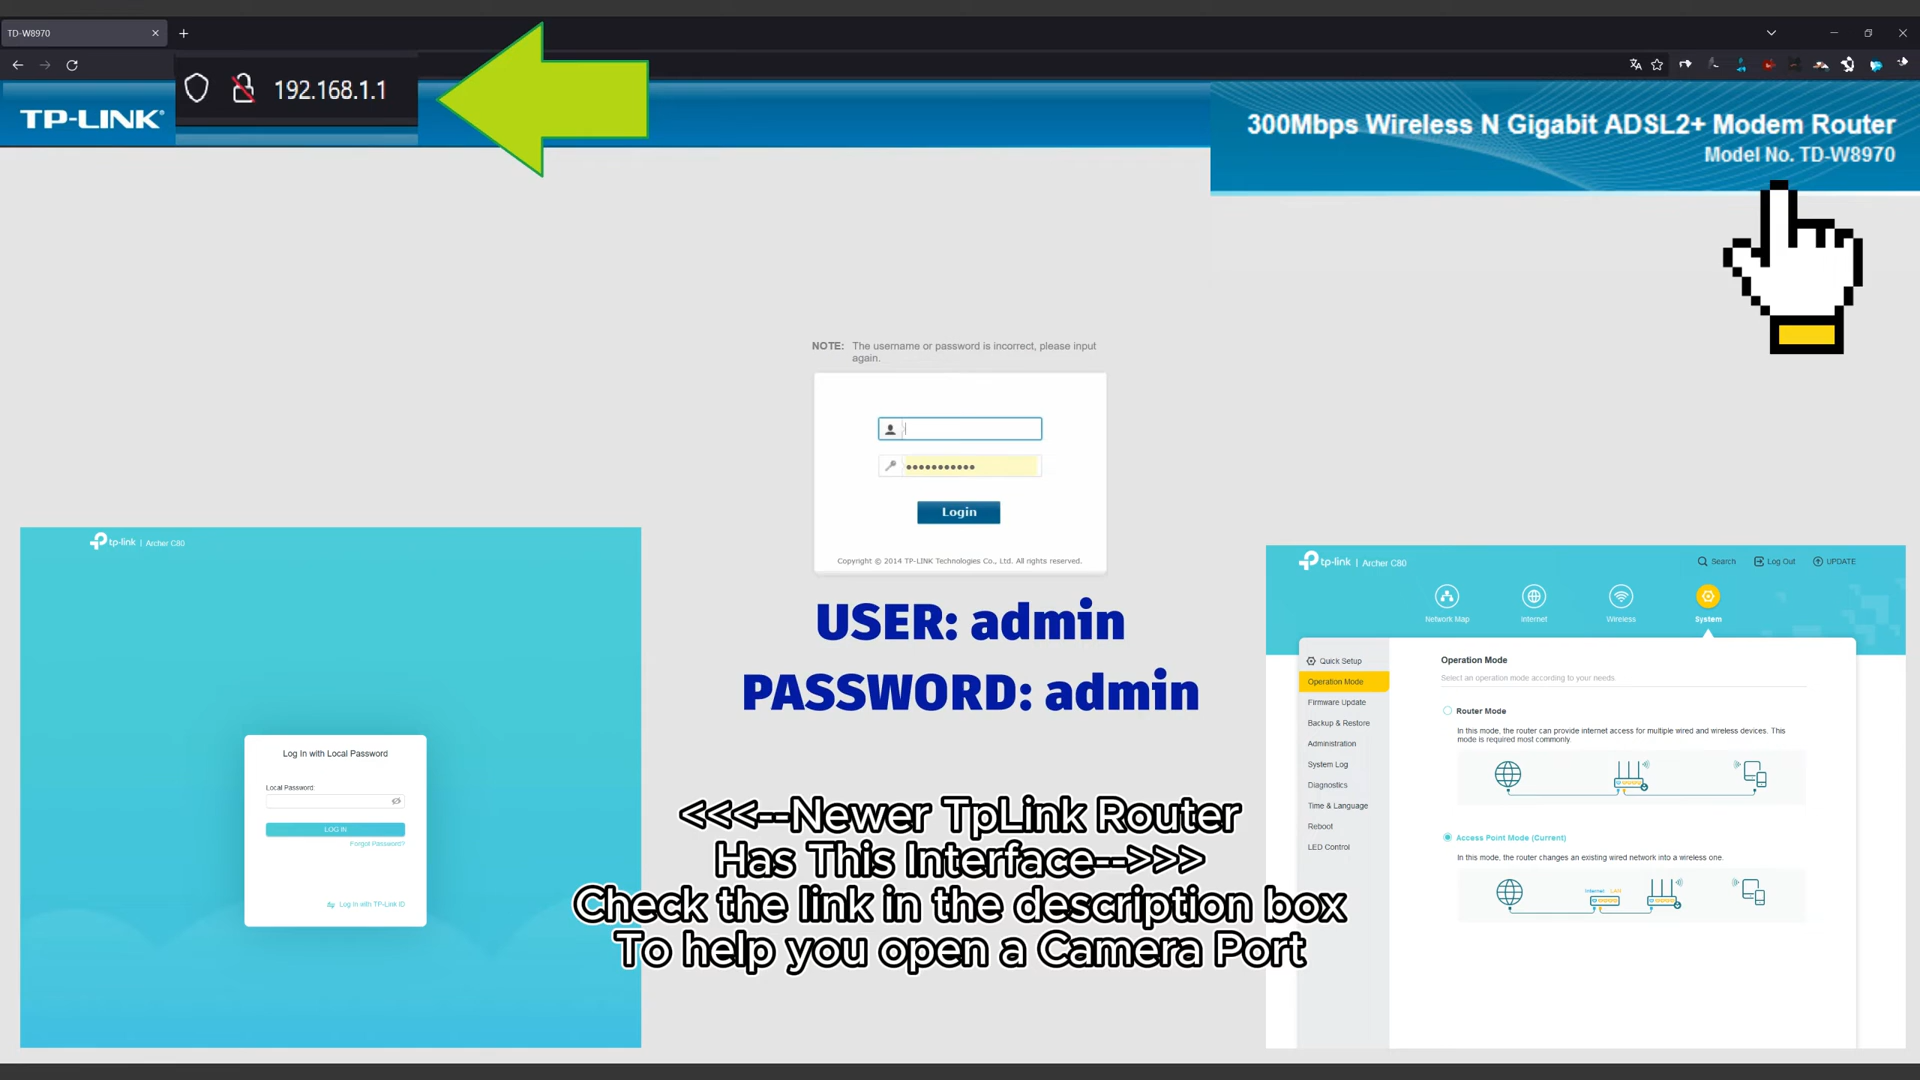 TD-W8970
192.168.1.1
TP-LINK®
300Mbps Wireless N Gigabit ADSL2+ Modem Router
Model No. TD-W8970
NOTE: The username or password is incorrect, please input
again.
Login
Copyright © 2014 TP-LINK Technologies Co., Ltd. All rights reserved.
USER: admin
PASSWORD: admin
<<<--Newer TpLink Router
Has This Interface-->>>
Check the link in the description box
To help you open a Camera Port
tp-link | Archer C80
Log In with Local Password
Local Password:
LOG IN
Forgot Password?
Log In with TP-Link ID
tp-link | Archer C80
Search
Log Out
UPDATE
Network Map
Internet
Wireless
System
Quick Setup
Operation Mode
Firmware Update
Backup & Restore
Administration
System Log
Diagnostics
Time & Language
Reboot
LED Control
Operation Mode
Select an operation mode according to your needs.
Router Mode
In this mode, the router can provide internet access for multiple wired and wireless devices. This
mode is required most commonly.
Access Point Mode (Current)
In this mode, the router changes an existing wired network into a wireless one.
Internet LAN